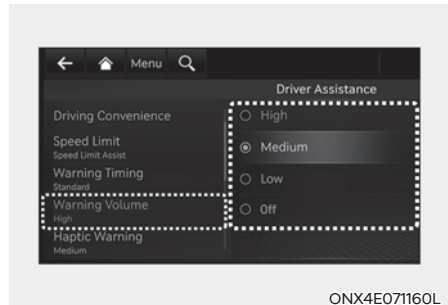 Menu
Driver Assistance
Driving Convenience
Speed Limit
Speed Limit Assist
Warning Timing
Standard
Warning Volume
High
Haptic Warning
Medium
High
Medium
Low
Off
ONX4E071160L